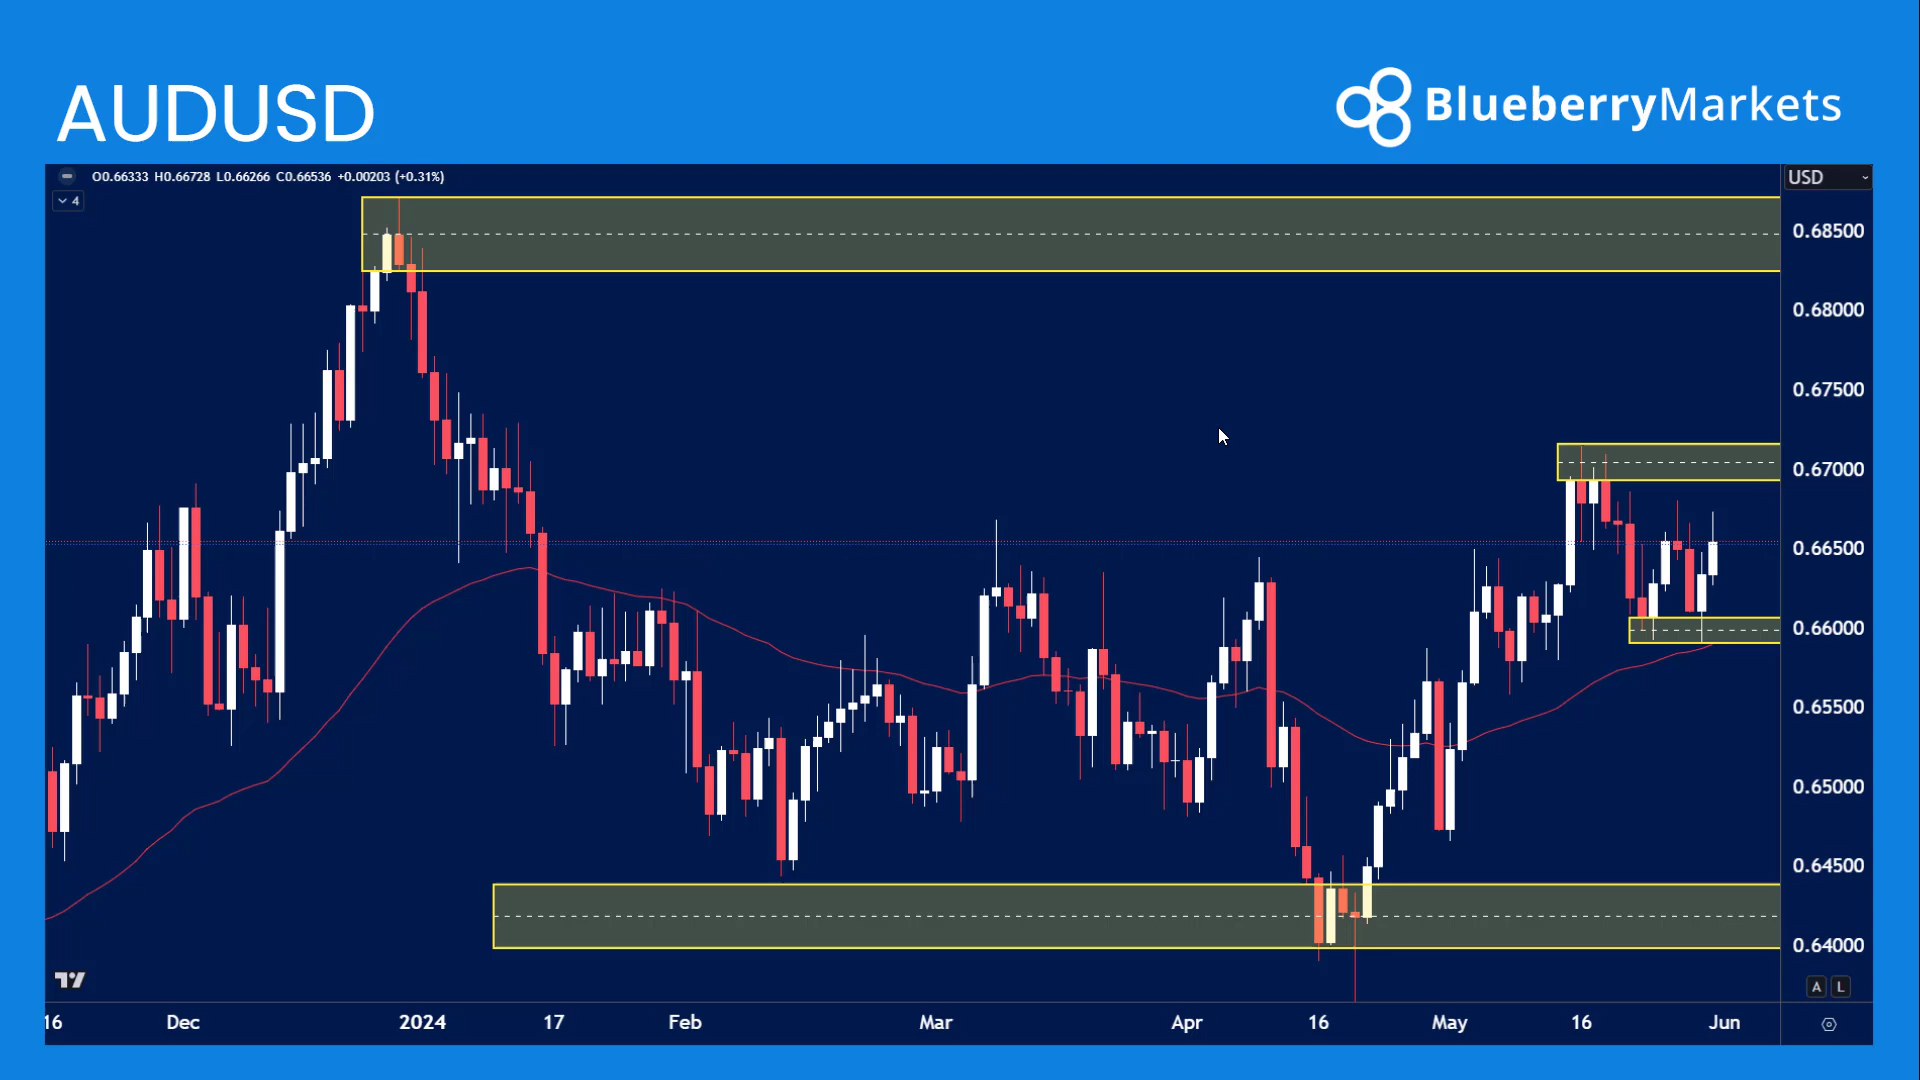 AUDUSD
BlueberryMarkets
O0.66333 H0.66728 L0.66266 C0.66536 +0.00203 (+0.31%)
USD
4
0.68500
0.68000
0.67500
0.67000
0.66500
0.66000
0.65500
0.65000
0.64500
0.64000
A L
16 Dec 2024 17 Feb Mar Apr 16 May 16 Jun